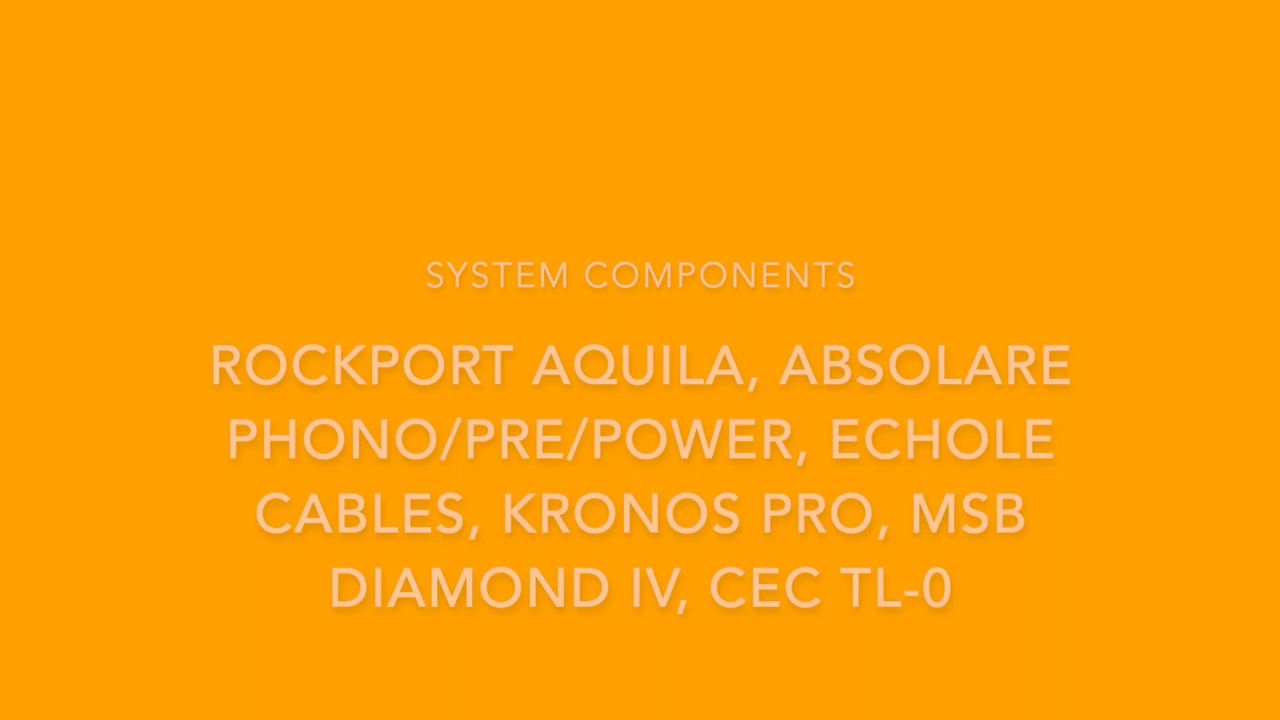 SYSTEM COMPONENTS
ROCKPORT AQUILA, ABSOLARE
PHONO/PRE/POWER, ECHOLE
CABLES, KRONOS PRO, MSB
DIAMOND IV, CEC TL-0